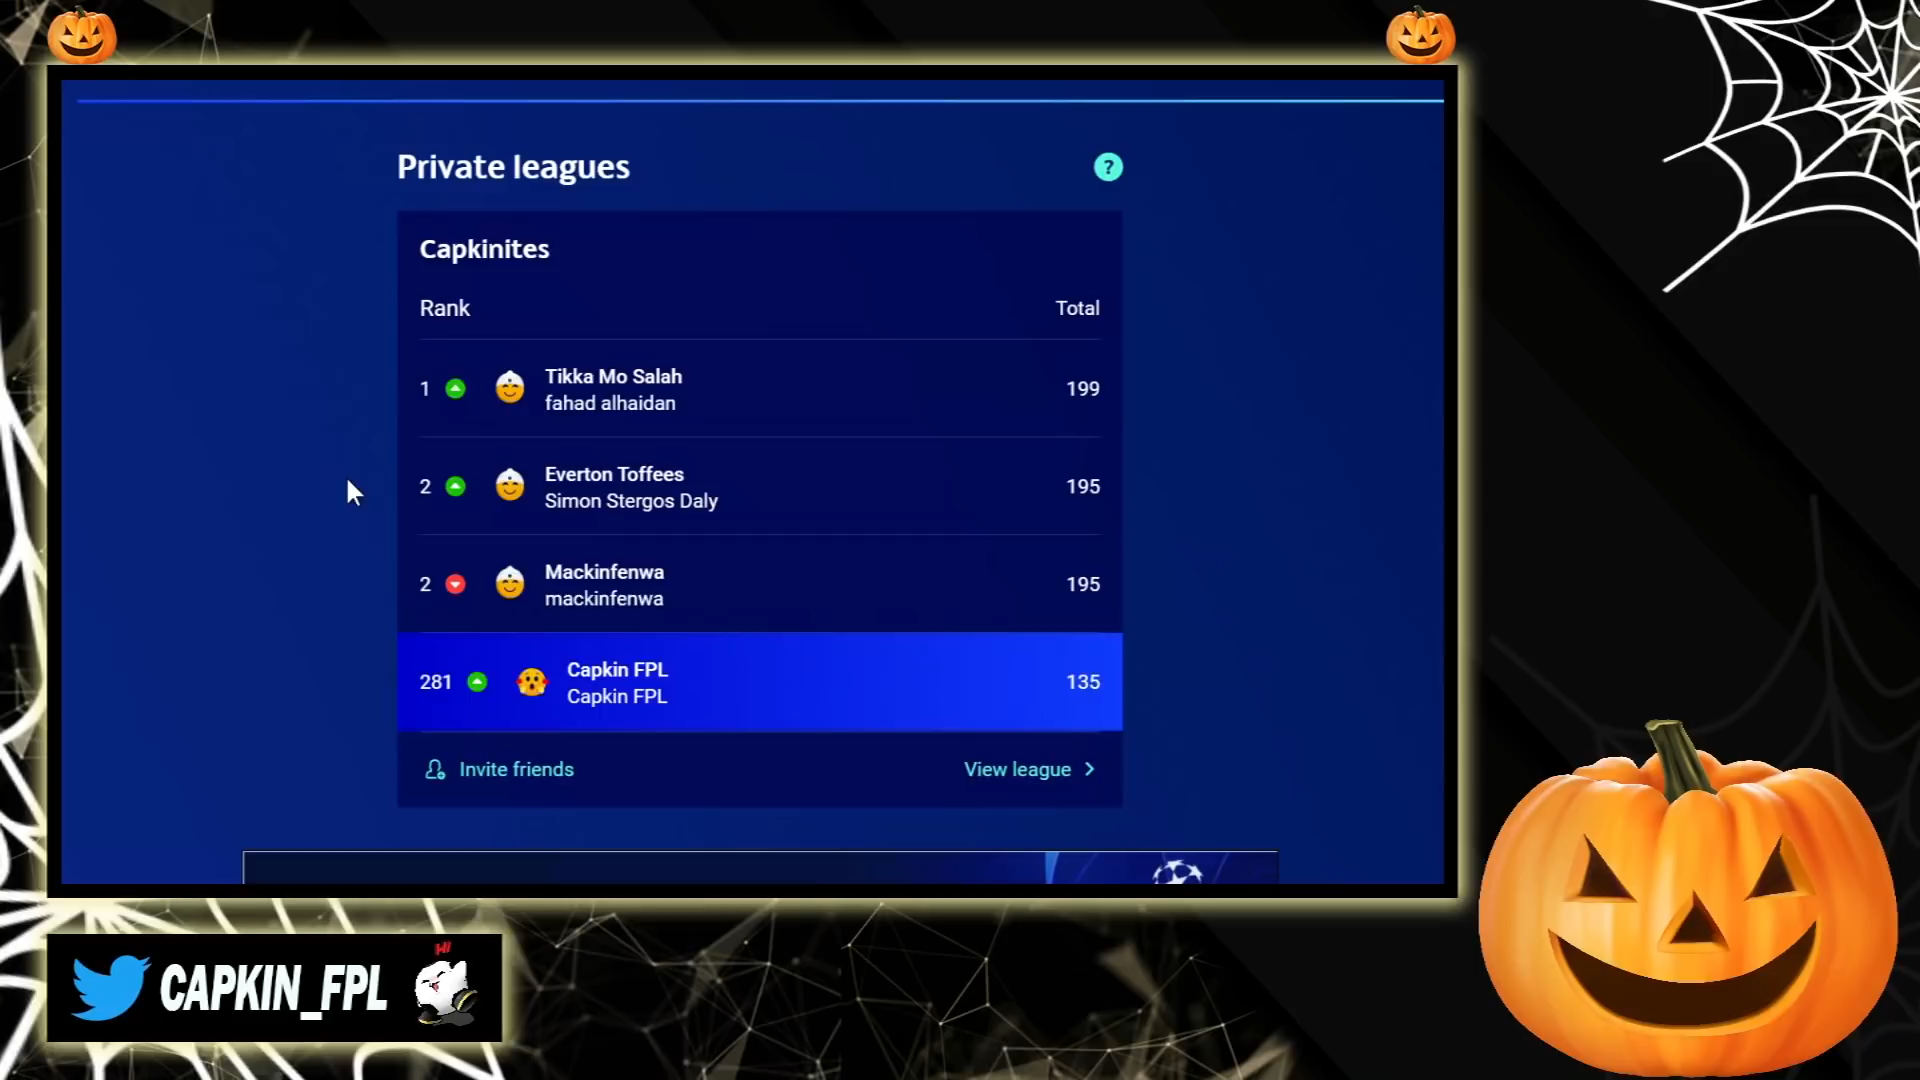 Private leagues
?
Capkinites
Rank Total
1 Tikka Mo Salah 199
fahad alhaidan
2 Everton Toffees 195
Simon Stergos Daly
2 Mackinfenwa 195
mackinfenwa
281 Capkin FPL 135
Capkin FPL
Invite friends View league
HI
CAPKIN_FPL